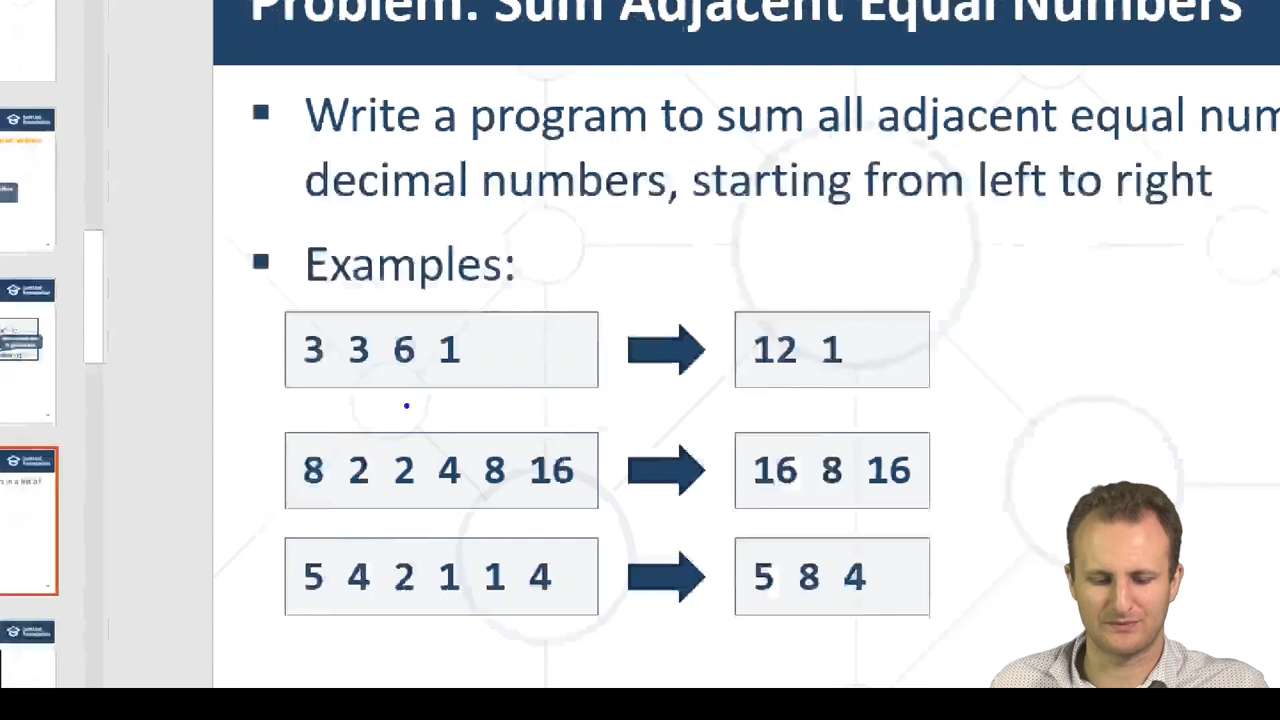 Problem: Sum Adjacent Equal Numbers
Write a program to sum all adjacent equal num
decimal numbers, starting from left to right
Examples:
3 3 6 1
12 1
8 2 2 4 8 16
16 8 16
5 4 2 1 1 4
5 8 4